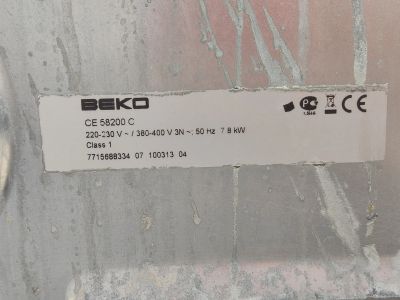 BEKO
CE 58200 C
220-230 V ~ / 380-400 V 3N ~; 50 Hz 7.8 kW
Class 1
7715688334 07 100313 04